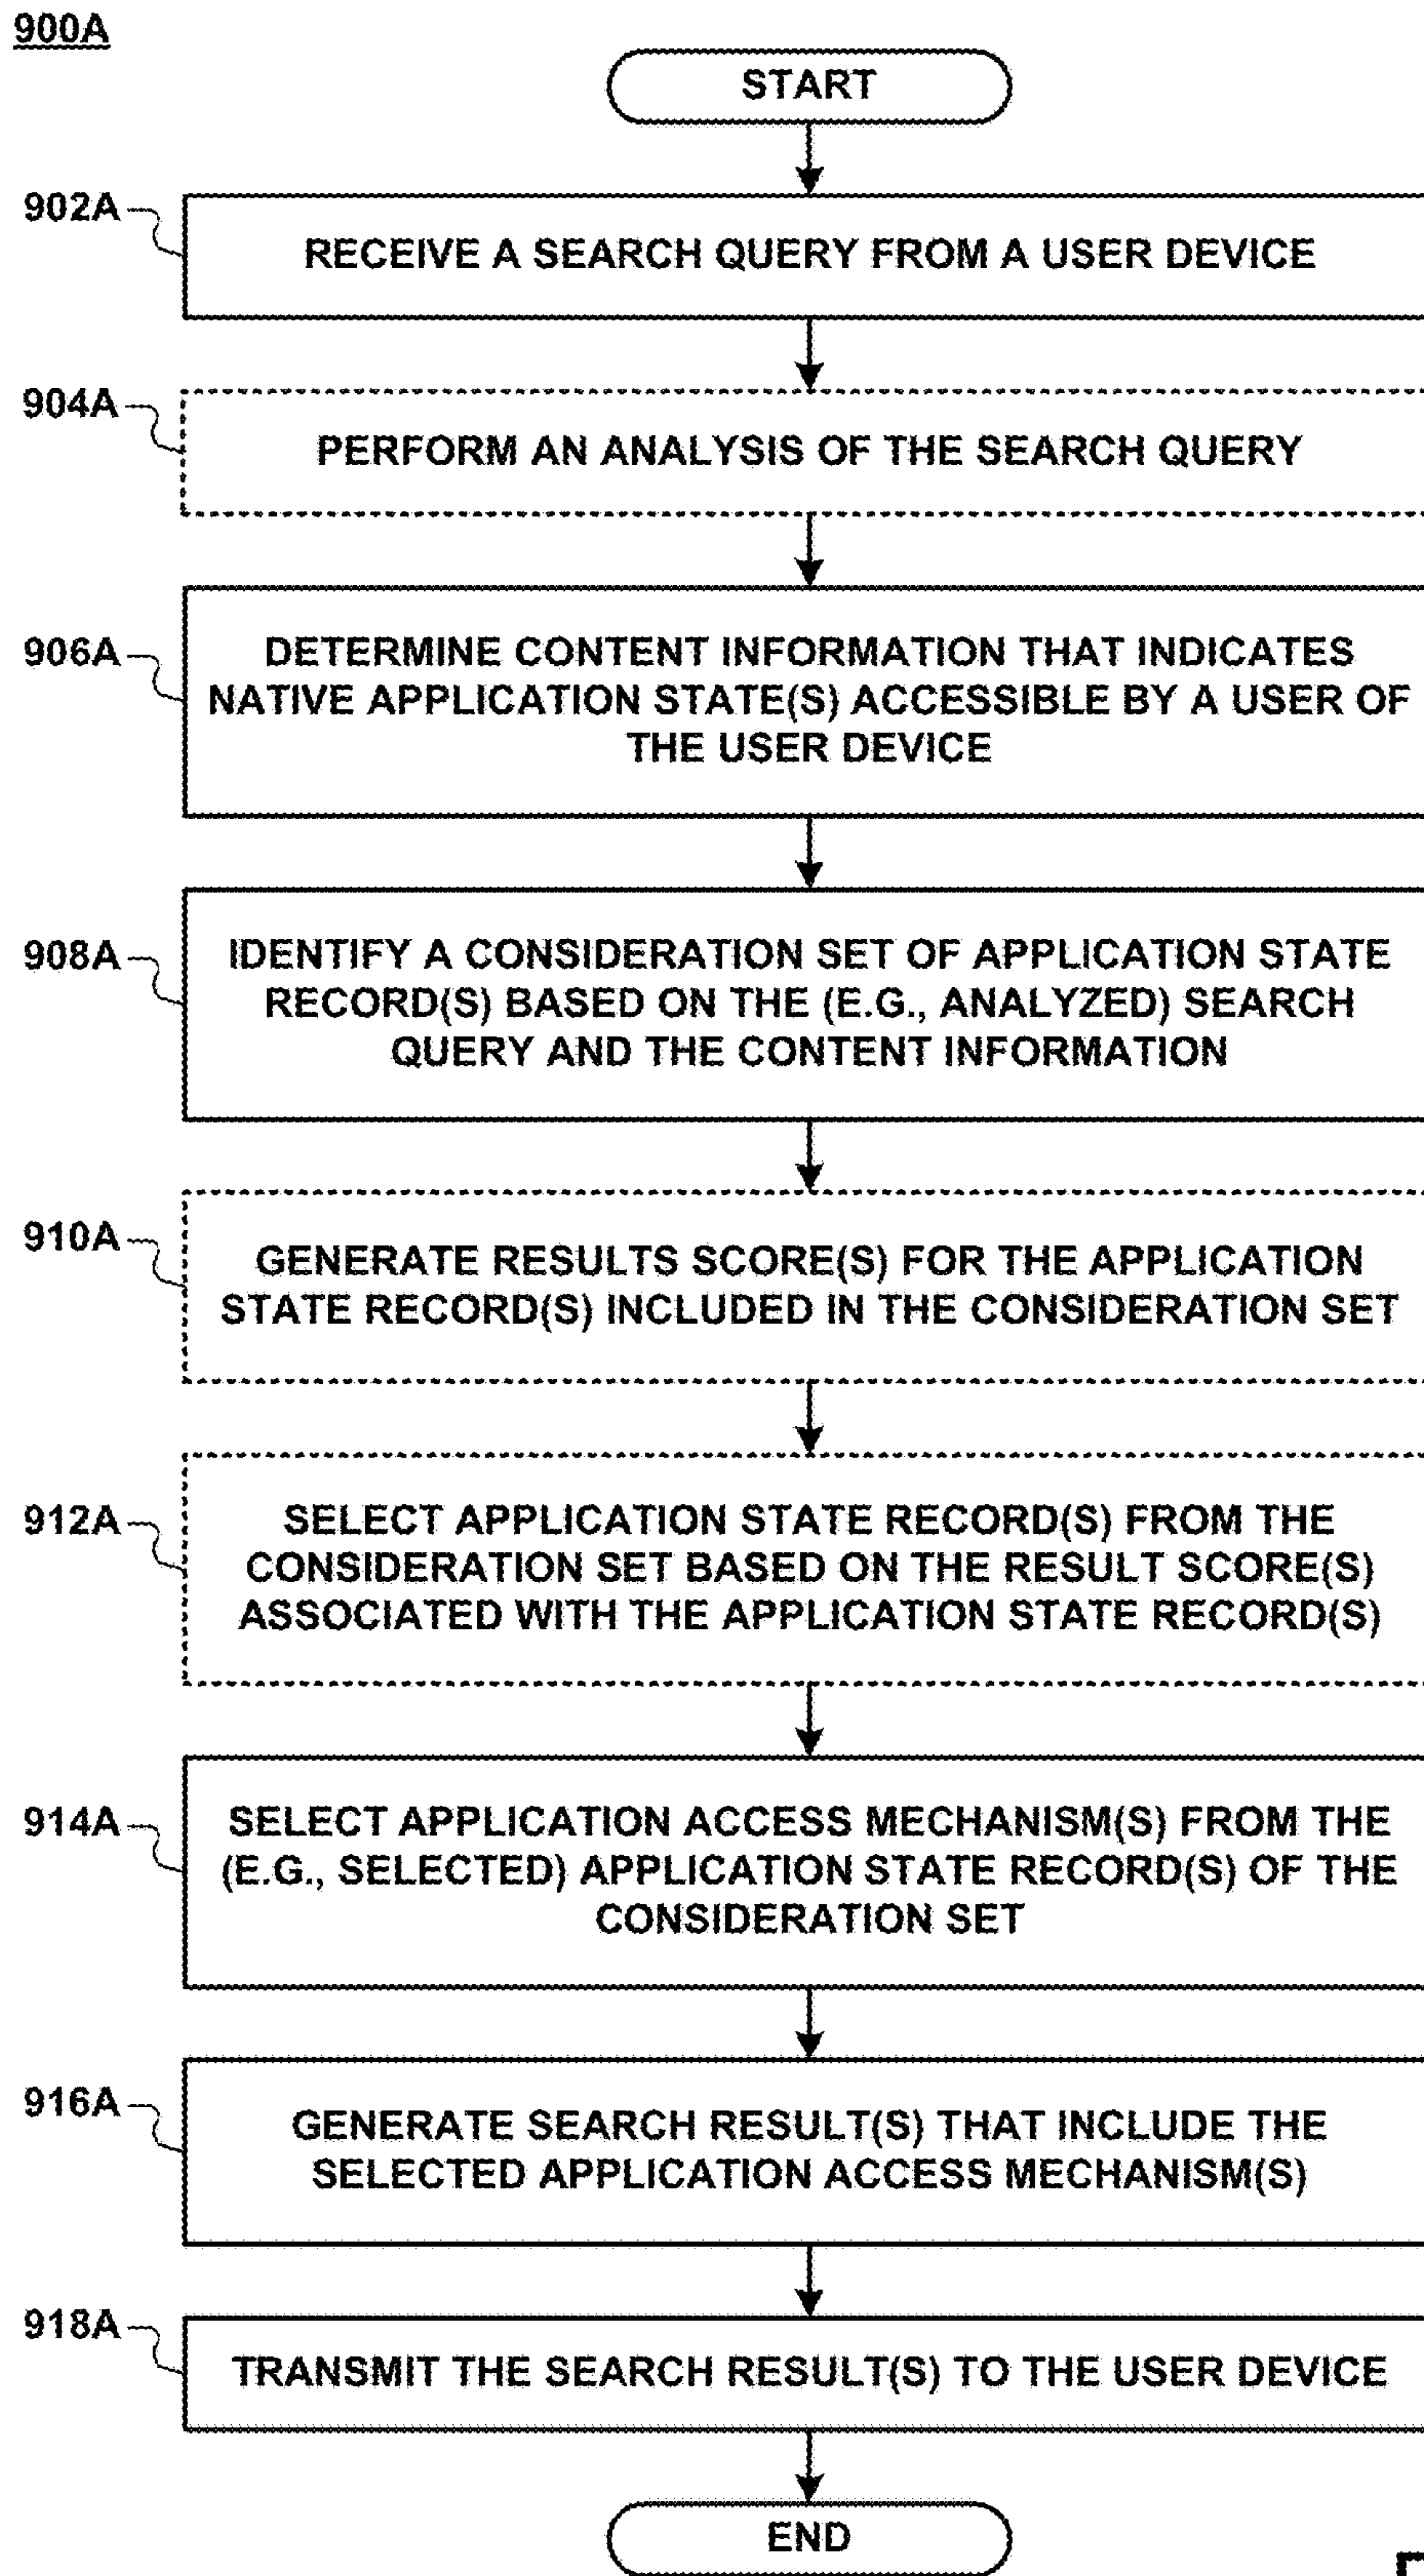 900A
START
902A
RECEIVE A SEARCH QUERY FROM A USER DEVICE
904A
PERFORM AN ANALYSIS OF THE SEARCH QUERY
906A
DETERMINE CONTENT INFORMATION THAT INDICATES
NATIVE APPLICATION STATE(S) ACCESSIBLE BY A USER OF
THE USER DEVICE
908A
IDENTIFY A CONSIDERATION SET OF APPLICATION STATE
RECORD(S) BASED ON THE (E.G., ANALYZED) SEARCH
QUERY AND THE CONTENT INFORMATION
910A
GENERATE RESULTS SCORE(S) FOR THE APPLICATION
STATE RECORD(S) INCLUDED IN THE CONSIDERATION SET
912A
SELECT APPLICATION STATE RECORD(S) FROM THE
CONSIDERATION SET BASED ON THE RESULT SCORE(S)
ASSOCIATED WITH THE APPLICATION STATE RECORD(S)
914A
SELECT APPLICATION ACCESS MECHANISM(S) FROM THE
(E.G., SELECTED) APPLICATION STATE RECORD(S) OF THE
CONSIDERATION SET
916A
GENERATE SEARCH RESULT(S) THAT INCLUDE THE
SELECTED APPLICATION ACCESS MECHANISM(S)
918A
TRANSMIT THE SEARCH RESULT(S) TO THE USER DEVICE
END